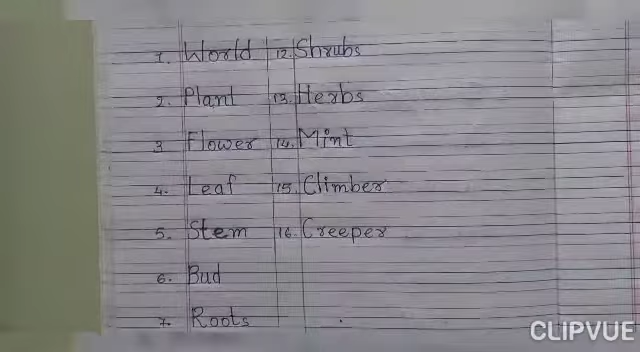 1. World 12. Shrubs
2. Plant 13. Herbs
3 Flower 14. Mint
4. Leaf 15. Climber
5. Stem 16. Creeper
6. Bud
7. Roots
CLIPVUE